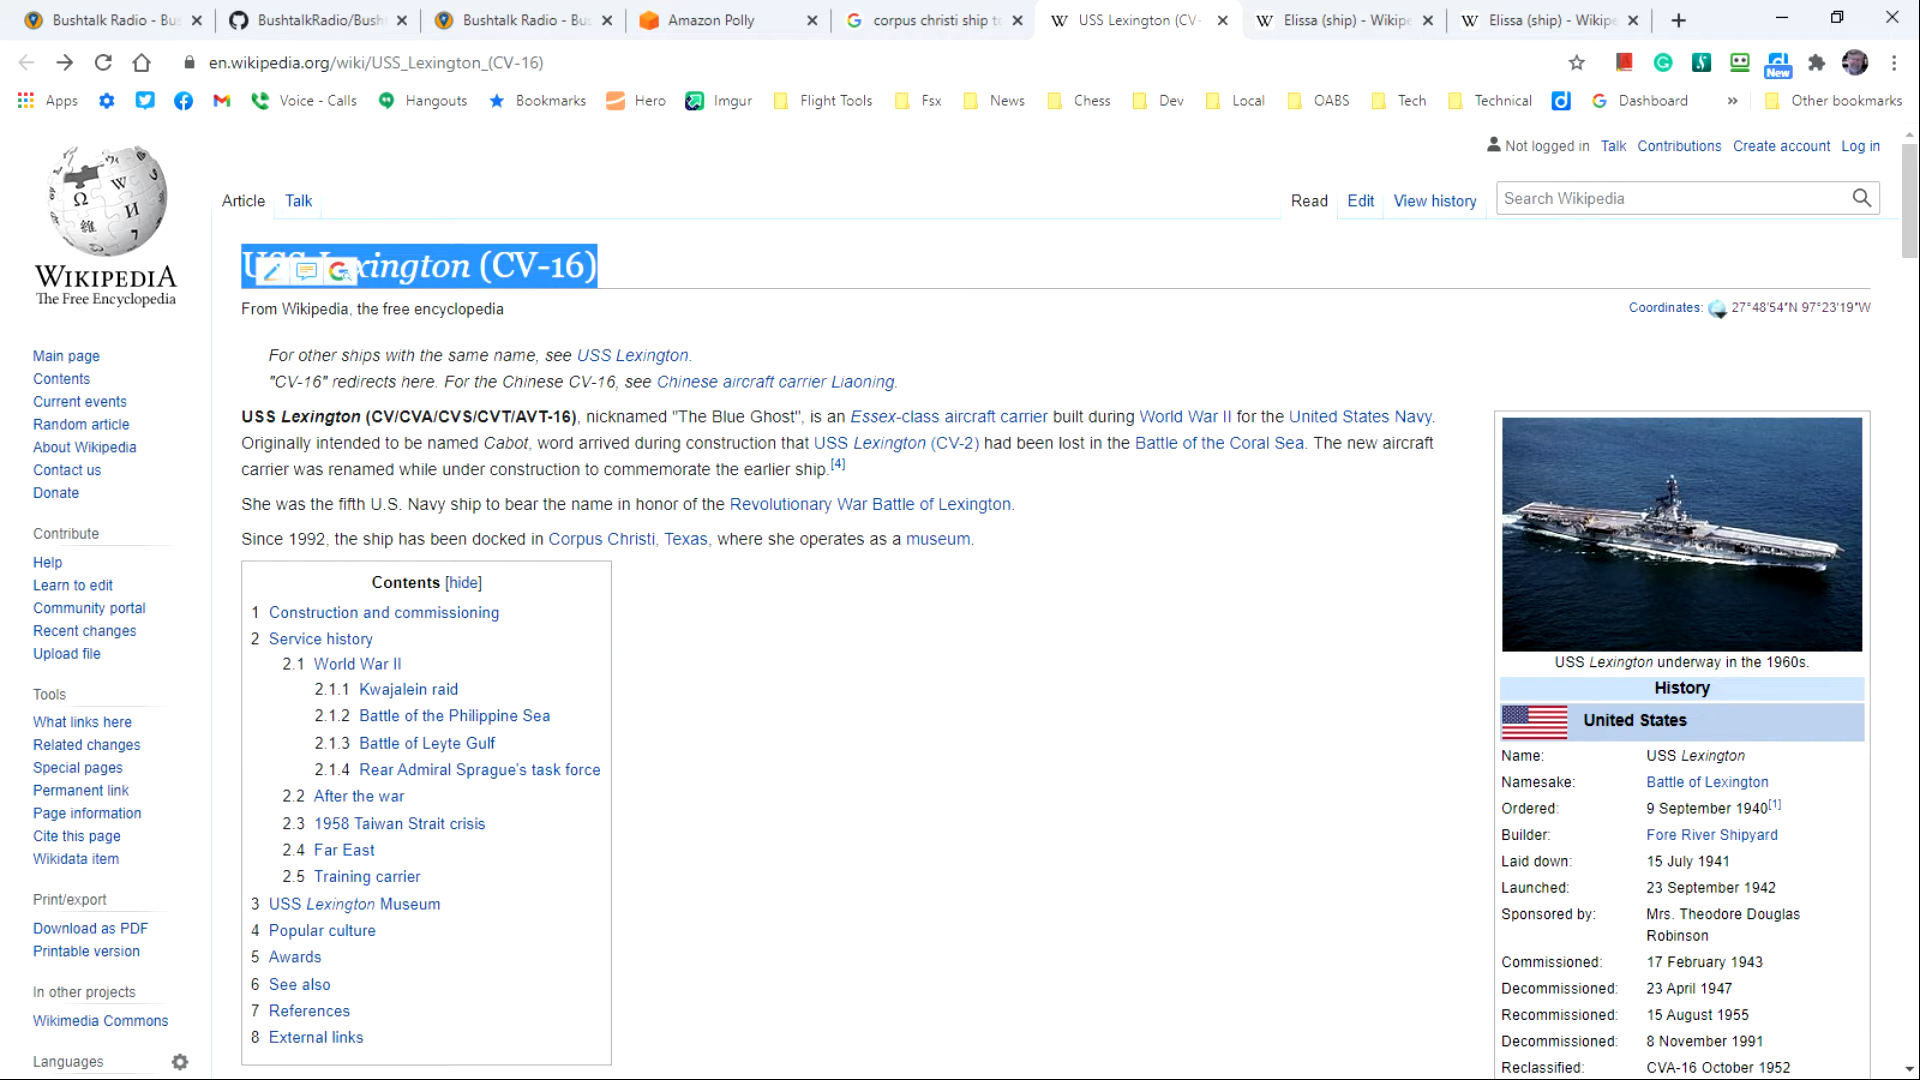 Bushtalk Radio - Bus
BushtalkRadio/Bush
Bushtalk Radio - Bus
Amazon Polly
corpus christi ship to
USS Lexington (CV-
Elissa (ship) - Wikipe
Elissa (ship) - Wikipe
en.wikipedia.org/wiki/USS_Lexington_(CV-16)
New
Apps
Voice - Calls
Hangouts
Bookmarks
Hero
Imgur
Flight Tools
Fsx
News
Chess
Dev
Local
OABS
Tech
Technical
Dashboard
»
Other bookmarks
Not logged in Talk Contributions Create account Log in
WIKIPEDIA
The Free Encyclopedia
Article Talk
Read Edit View history
Search Wikipedia
USS Lexington (CV-16)
From Wikipedia, the free encyclopedia
Coordinates: 27°48′54″N 97°23′19″W
For other ships with the same name, see USS Lexington.
"CV-16" redirects here. For the Chinese CV-16, see Chinese aircraft carrier Liaoning.
USS Lexington (CV/CVA/CVS/CVT/AVT-16), nicknamed "The Blue Ghost", is an Essex-class aircraft carrier built during World War II for the United States Navy.
Originally intended to be named Cabot, word arrived during construction that USS Lexington (CV-2) had been lost in the Battle of the Coral Sea. The new aircraft
carrier was renamed while under construction to commemorate the earlier ship.[4]
She was the fifth U.S. Navy ship to bear the name in honor of the Revolutionary War Battle of Lexington.
Since 1992, the ship has been docked in Corpus Christi, Texas, where she operates as a museum.
Contents [hide]
1 Construction and commissioning
2 Service history
2.1 World War II
2.1.1 Kwajalein raid
2.1.2 Battle of the Philippine Sea
2.1.3 Battle of Leyte Gulf
2.1.4 Rear Admiral Sprague's task force
2.2 After the war
2.3 1958 Taiwan Strait crisis
2.4 Far East
2.5 Training carrier
3 USS Lexington Museum
4 Popular culture
5 Awards
6 See also
7 References
8 External links
Main page
Contents
Current events
Random article
About Wikipedia
Contact us
Donate
Contribute
Help
Learn to edit
Community portal
Recent changes
Upload file
Tools
What links here
Related changes
Special pages
Permanent link
Page information
Cite this page
Wikidata item
Print/export
Download as PDF
Printable version
In other projects
Wikimedia Commons
Languages
USS Lexington underway in the 1960s.
History
United States
Name: USS Lexington
Namesake: Battle of Lexington
Ordered: 9 September 1940[1]
Builder: Fore River Shipyard
Laid down: 15 July 1941
Launched: 23 September 1942
Sponsored by: Mrs. Theodore Douglas
Robinson
Commissioned: 17 February 1943
Decommissioned: 23 April 1947
Recommissioned: 15 August 1955
Decommissioned: 8 November 1991
Reclassified: CVA-16 October 1952